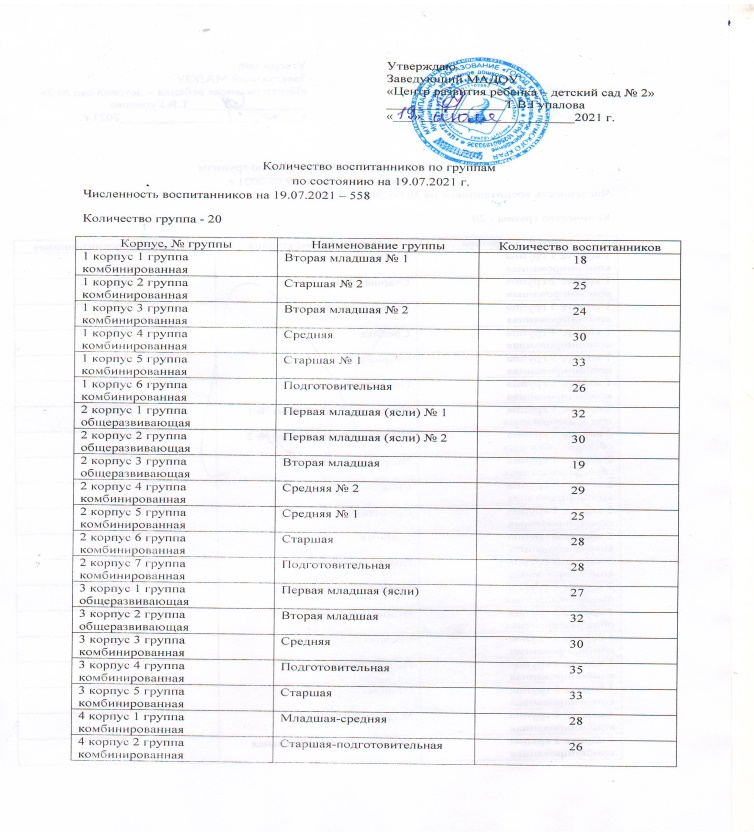 Утверждаю:
Заведующий МАДОУ
«Центр развития ребенка – детский сад № 2»
Т.В.Гупалова
« 19 » июля 2021 г.
Количество воспитанников по группам
по состоянию на 19.07.2021 г.
Численность воспитанников на 19.07.2021 – 558
Количество группа - 20
Корпус, № группы Наименование группы Количество воспитанников
1 корпус 1 группа Вторая младшая № 1 18
комбинированная
1 корпус 2 группа Старшая № 2 25
комбинированная
1 корпус 3 группа Вторая младшая № 2 24
комбинированная
1 корпус 4 группа Средняя 30
комбинированная
1 корпус 5 группа Старшая № 1 33
комбинированная
1 корпус 6 группа Подготовительная 26
комбинированная
2 корпус 1 группа Первая младшая (ясли) № 1 32
общеразвивающая
2 корпус 2 группа Первая младшая (ясли) № 2 30
общеразвивающая
2 корпус 3 группа Вторая младшая 19
общеразвивающая
2 корпус 4 группа Средняя № 2 29
комбинированная
2 корпус 5 группа Средняя № 1 25
комбинированная
2 корпус 6 группа Старшая 28
комбинированная
2 корпус 7 группа Подготовительная 28
комбинированная
3 корпус 1 группа Первая младшая (ясли) 27
общеразвивающая
3 корпус 2 группа Вторая младшая 32
общеразвивающая
3 корпус 3 группа Средняя 30
комбинированная
3 корпус 4 группа Подготовительная 35
комбинированная
3 корпус 5 группа Старшая 33
комбинированная
4 корпус 1 группа Младшая-средняя 28
комбинированная
4 корпус 2 группа Старшая-подготовительная 26
комбинированная